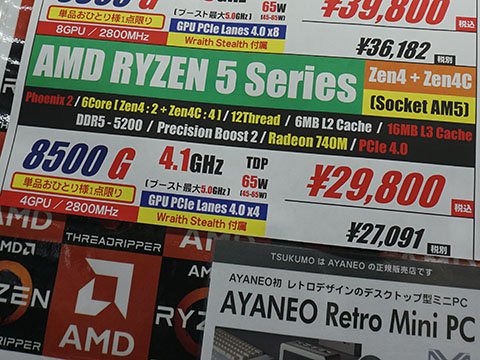 単品おひとり様1点限り
[ブースト最大5.0GHz]
65W
(45-65W)
¥39,800
税込
8GPU / 2800MHz
GPU PCIe Lanes 4.0 x8
Wraith Stealth 付属
¥36,182 税別
AMD RYZEN 5 Series
Zen4 + Zen4C
(Socket AM5)
Phoenix 2 / 6Core [ Zen4 : 2 + Zen4C : 4 ] / 12Thread / 6MB L2 Cache / 16MB L3 Cache
DDR5 - 5200 / Precision Boost 2 / Radeon 740M / PCIe 4.0
8500 G
4.1GHz
TDP
単品おひとり様1点限り
[ブースト最大5.0GHz]
65W
(45-65W)
¥29,800
税込
4GPU / 2800MHz
GPU PCIe Lanes 4.0 x4
Wraith Stealth 付属
¥27,091 税別
AMD
THREADRIPPER
AMD
RYZEN
AMD
TSUKUMO は AYANEO の正規販売店です
AYANEO初 レトロデザインのデスクトップ型ミニPC
AYANEO Retro Mini PC